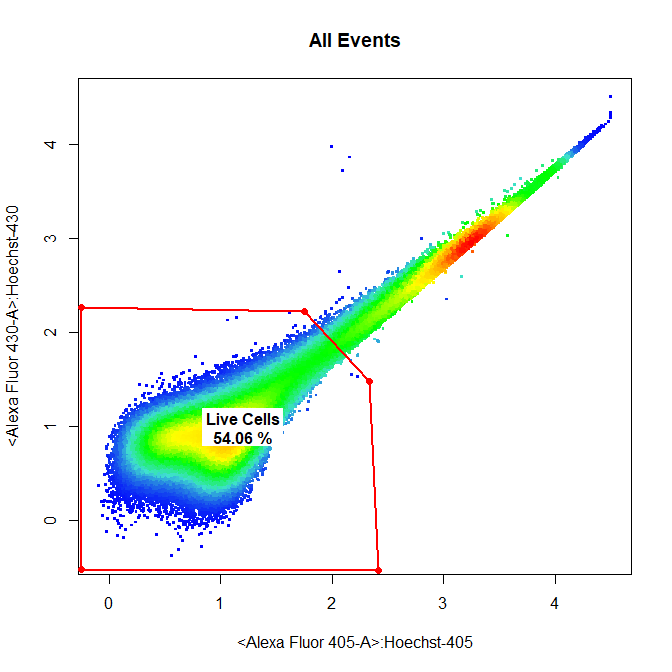 All Events
<Alexa Fluor 430-A>:Hoechst-430
4
3
2
1
0
Live Cells
54.06 %
0 1 2 3 4
<Alexa Fluor 405-A>:Hoechst-405